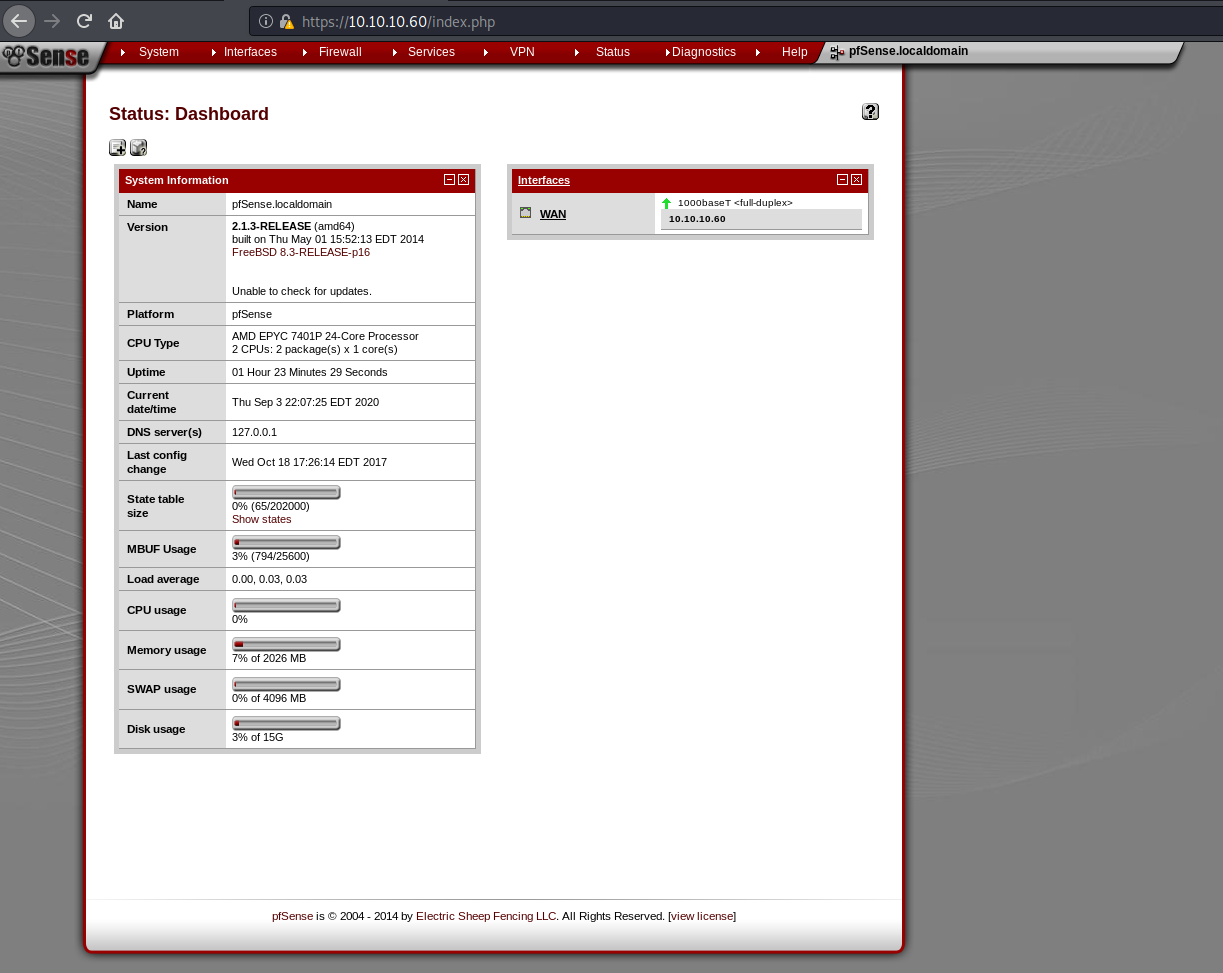 https://10.10.10.60/index.php
Sense
System Interfaces Firewall Services VPN Status Diagnostics Help pfSense.localdomain
Status: Dashboard
System Information
Name pfSense.localdomain
Version 2.1.3-RELEASE (amd64)
built on Thu May 01 15:52:13 EDT 2014
FreeBSD 8.3-RELEASE-p16
Unable to check for updates.
Platform pfSense
CPU Type AMD EPYC 7401P 24-Core Processor
2 CPUs: 2 package(s) x 1 core(s)
Uptime 01 Hour 23 Minutes 29 Seconds
Current
date/time
Thu Sep 3 22:07:25 EDT 2020
DNS server(s) 127.0.0.1
Last config
change
Wed Oct 18 17:26:14 EDT 2017
State table
size
0% (65/202000)
Show states
MBUF Usage
3% (794/25600)
Load average 0.00, 0.03, 0.03
CPU usage
0%
Memory usage
7% of 2026 MB
SWAP usage
0% of 4096 MB
Disk usage
3% of 15G
Interfaces
WAN
1000baseT <full-duplex>
10.10.10.60
pfSense is © 2004 - 2014 by Electric Sheep Fencing LLC. All Rights Reserved. [view license]